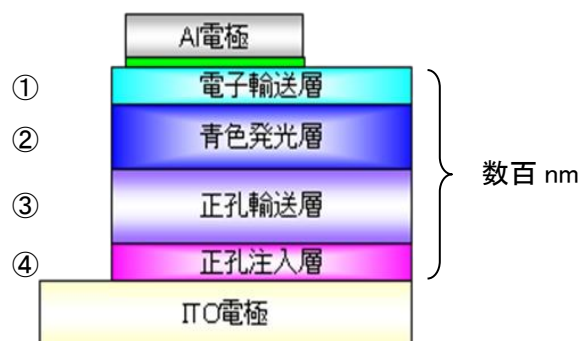 Al電極
① 電子輸送層
② 青色発光層
③ 正孔輸送層
④ 正孔注入層
ITO電極
数百 nm